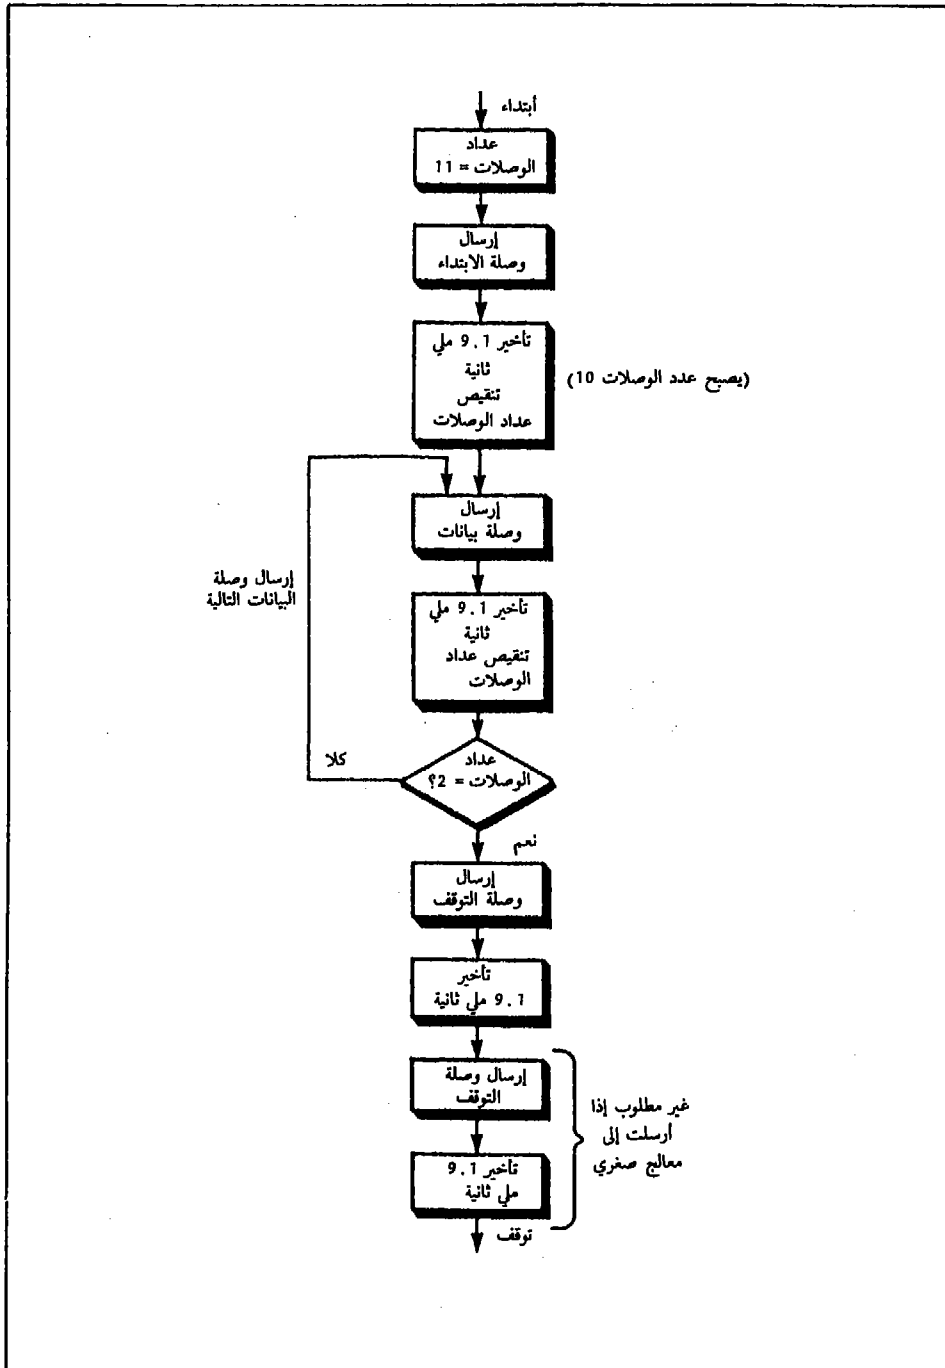 أبتداء
عداد
الوصلات = 11
إرسال
وصلة الابتداء
تأخير 9.1 ملي
ثانية
تنقيص
عداد الوصلات
(يصبح عدد الوصلات 10)
إرسال
وصلة بيانات
إرسال وصلة
البيانات التالية
تأخير 9.1 ملي
ثانية
تنقيص عداد
الوصلات
عداد
الوصلات = 2؟
كلا
نعم
إرسال
وصلة التوقف
تأخير
9.1 ملي ثانية
إرسال وصلة
التوقف
غير مطلوب إذا
أرسلت إلى
معالج صغري
تأخير 9.1
ملي ثانية
توقف